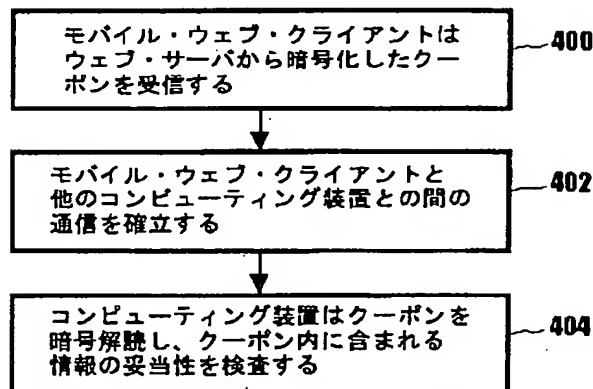 モバイル・ウェブ・クライアントは
ウェブ・サーバから暗号化したクー
ポンを受信する
400
モバイル・ウェブ・クライアントと
他のコンピューティング装置との間の
通信を確立する
402
コンピューティング装置はクーポンを
暗号解読し、クーポン内に含まれる
情報の妥当性を検査する
404